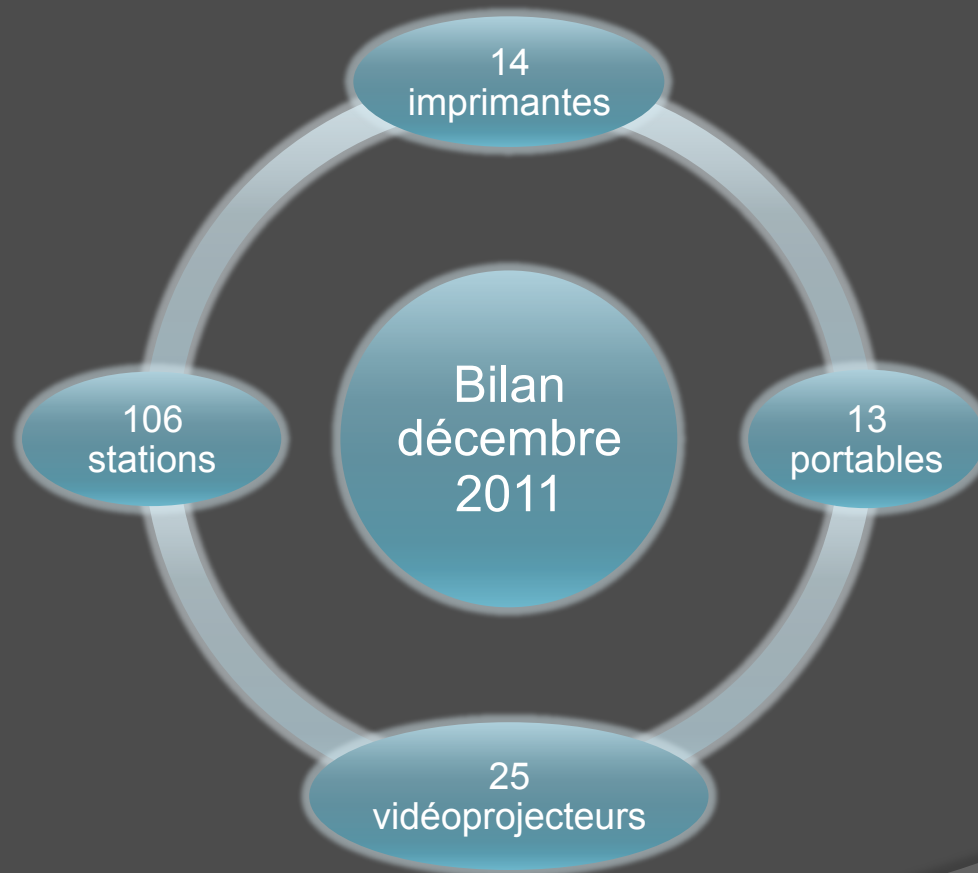 14
imprimantes
106
stations
Bilan
décembre
2011
13
portables
25
vidéoprojecteurs